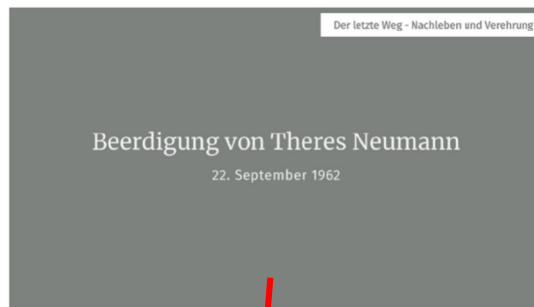 Der letzte Weg - Nachleben und Verehrung
Beerdigung von Theres Neumann
22. September 1962